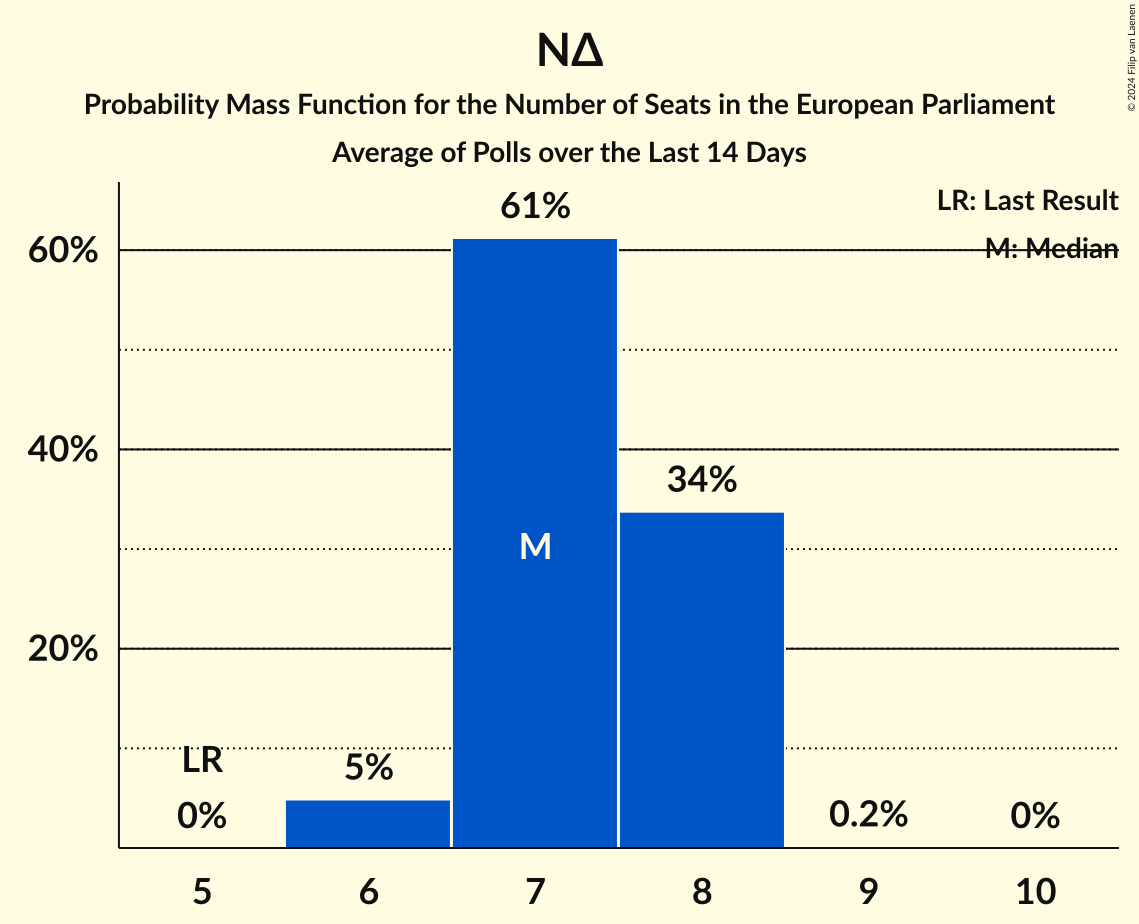 ΝΔ
Probability Mass Function for the Number of Seats in the European Parliament
Average of Polls over the Last 14 Days
© 2024 Filip van Laenen
LR: Last Result
M: Median
61%
60%
40%
34%
M
20%
LR
5%
0%
0.2%
0%
5 6 7 8 9 10